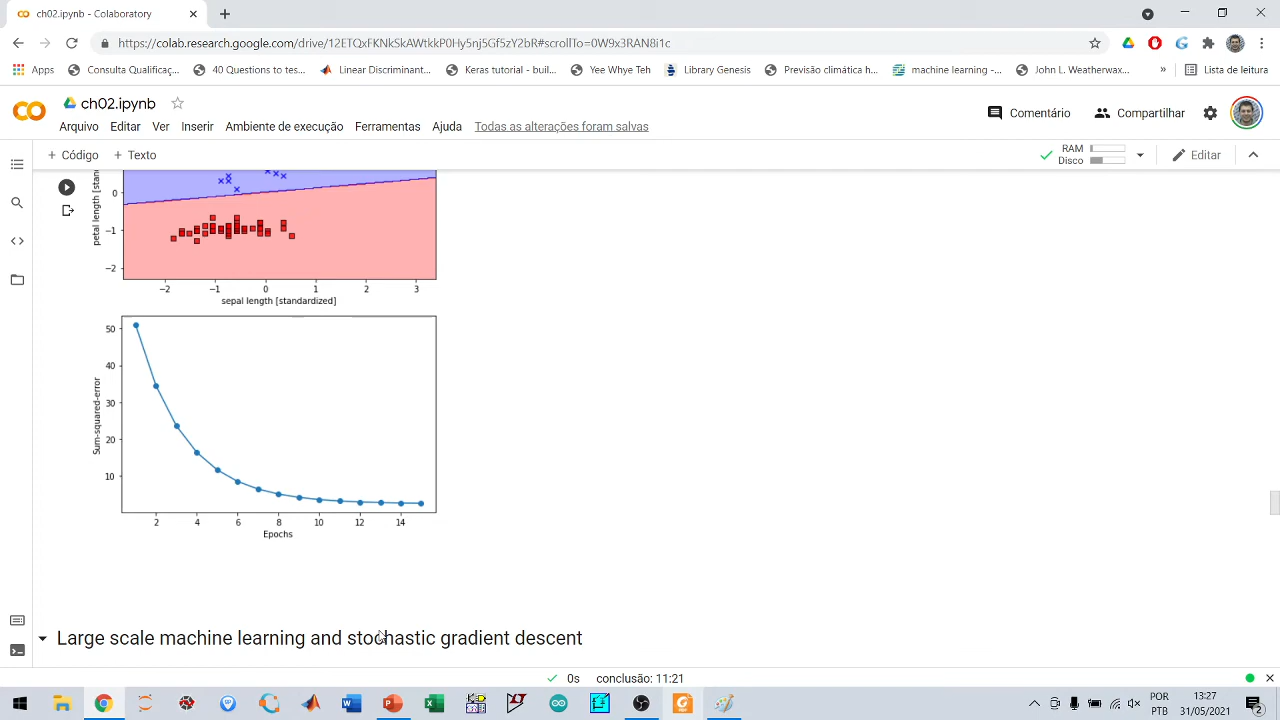 ch02.ipynb - Colaboratory
https://colab.research.google.com/drive/12ETQxFKNkSkAWtkbP0Hy5ni5Gf5zY2bR#scrollTo=0W9x3RAN8i1c
Apps Consulta Qualificaç... 40 Questions to tes... Linear Discriminant... Keras tutorial - buil... Yee Whye Teh Library Genesis Previsão climática h... machine learning -... John L. Weatherwax... » Lista de leitura
ch02.ipynb
Comentário Compartilhar
Arquivo Editar Ver Inserir Ambiente de execução Ferramentas Ajuda Todas as alterações foram salvas
+ Código + Texto
RAM
Disco
Editar
petal length [stan
0
−1
−2
−2 −1 0 1 2 3
sepal length [standardized]
50
40
30
20
10
Sum-squared-error
2 4 6 8 10 12 14
Epochs
Large scale machine learning and stochastic gradient descent
0s conclusão: 11:21
POR
PTB
13:27
31/05/2021
2